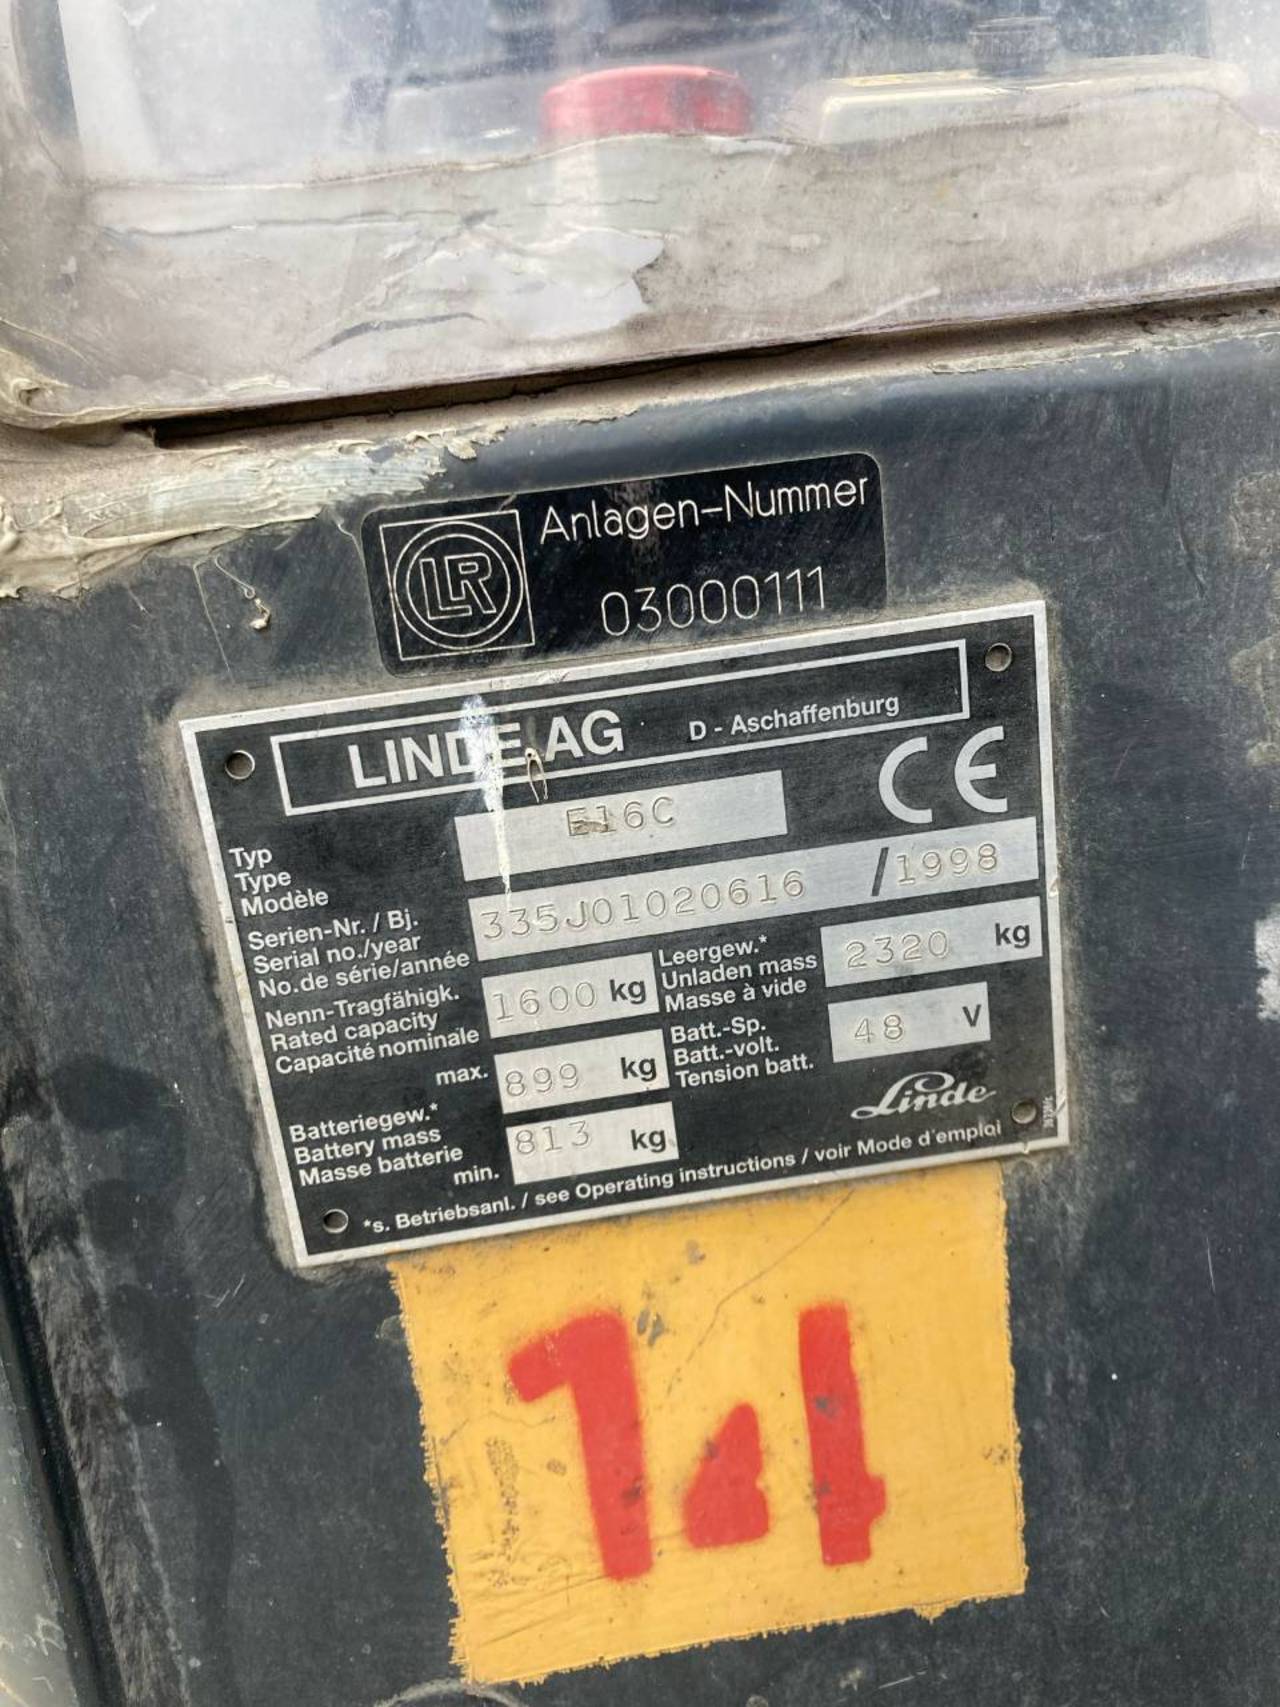 LR
Anlagen-Nummer
03000111
LINDE AG D - Aschaffenburg
CE
Typ
Type
Modèle
E16C
Serien-Nr. / Bj.
Serial no./year
No. de série/année
335J01020616 /1998
Nenn-Tragfähigk.
Rated capacity
Capacité nominale
1600 kg
Leergew.*
Unladen mass
Masse à vide
2320 kg
Batteriegew.*
Battery mass
Masse batterie
max. 899 kg
min. 813 kg
Batt.-Sp.
Batt.-volt.
Tension batt.
48 V
Linde
*s. Betriebsanl. / see Operating instructions / voir Mode d'emploi
14